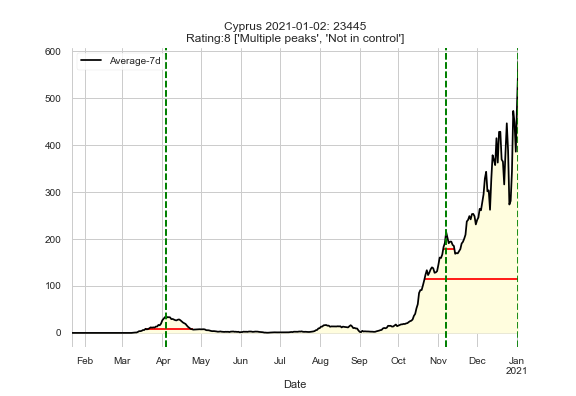 Cyprus 2021-01-02: 23445
Rating:8 ['Multiple peaks', 'Not in control']
Average-7d
600
500
400
300
200
100
0
Feb Mar Apr May Jun Jul Aug Sep Oct Nov Dec Jan
2021
Date